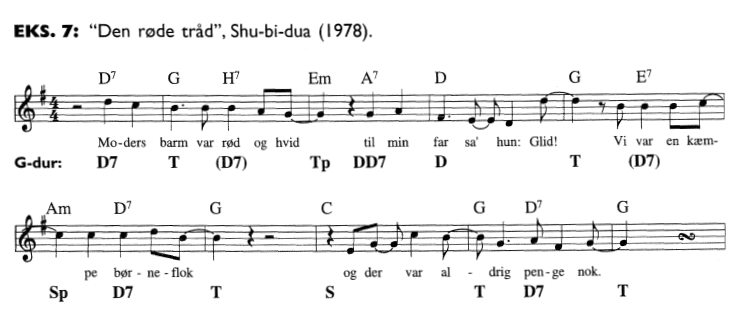 EKS. 7: “Den røde tråd”, Shu-bi-dua (1978).
D7 G H7 Em A7 D G E7
Mo-ders barm var rød og hvid til min far sa' hun: Glid! Vi var en kæm-
G-dur: D7 T (D7) Tp DD7 D T (D7)
Am D7 G C G D7 G
pe bør-ne-flok og der var al-drig pen-ge nok.
Sp D7 T S T D7 T